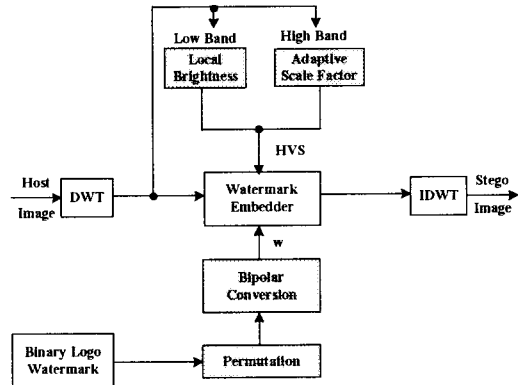 High Band
Low Band
Local
Brightness
Adaptive
Scale Factor
HVS
Host
Image
DWT
Watermark
Embedder
IDWT
Stego
Image
w
Bipolar
Conversion
Binary Logo
Watermark
Permutation